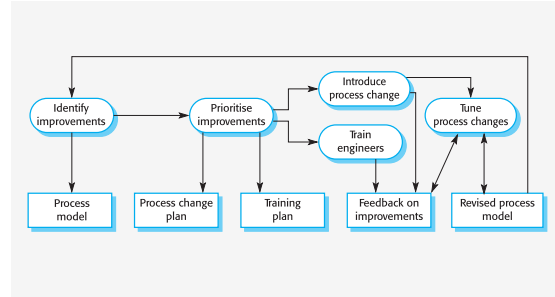 Introduce
process change
Identify
improvements
Prioritise
improvements
Tune
process changes
Train
engineers
Process
model
Process change
plan
Training
plan
Feedback on
improvements
Revised process
model